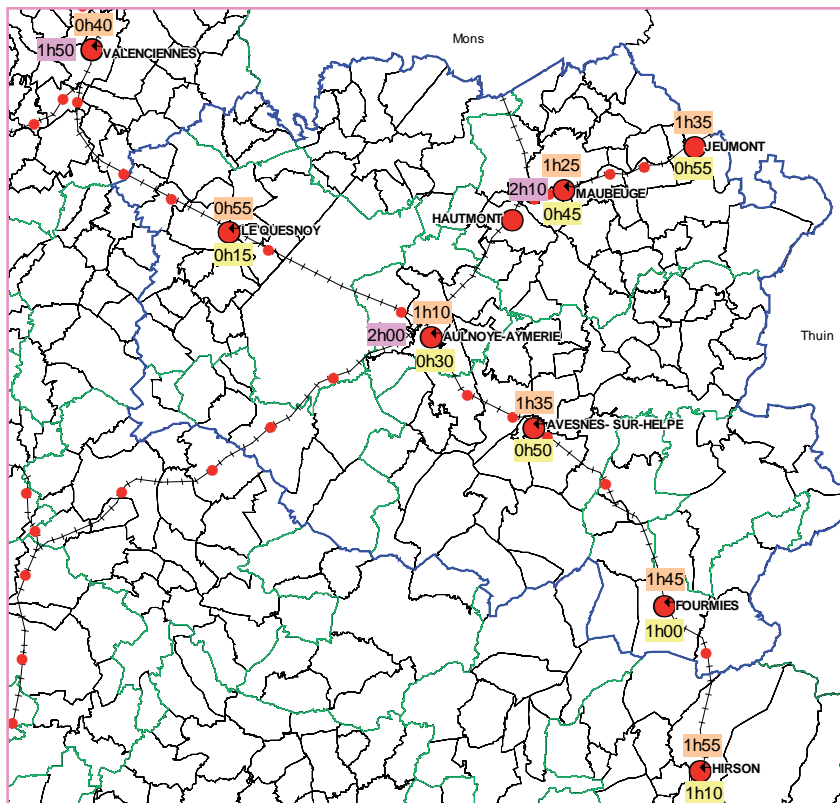 0h40
1h50
VALENCIENNES
Mons
1h35
JEUMONT
0h55
1h25
2h10
MAUBEUGE
0h45
HAUTMONT
0h55
LE QUESNOY
0h15
1h10
2h00
AULNOYE-AYMERIE
0h30
Thuin
1h35
AVESNES- SUR-HELPE
0h50
1h45
FOURMIES
1h00
1h55
HIRSON
1h10